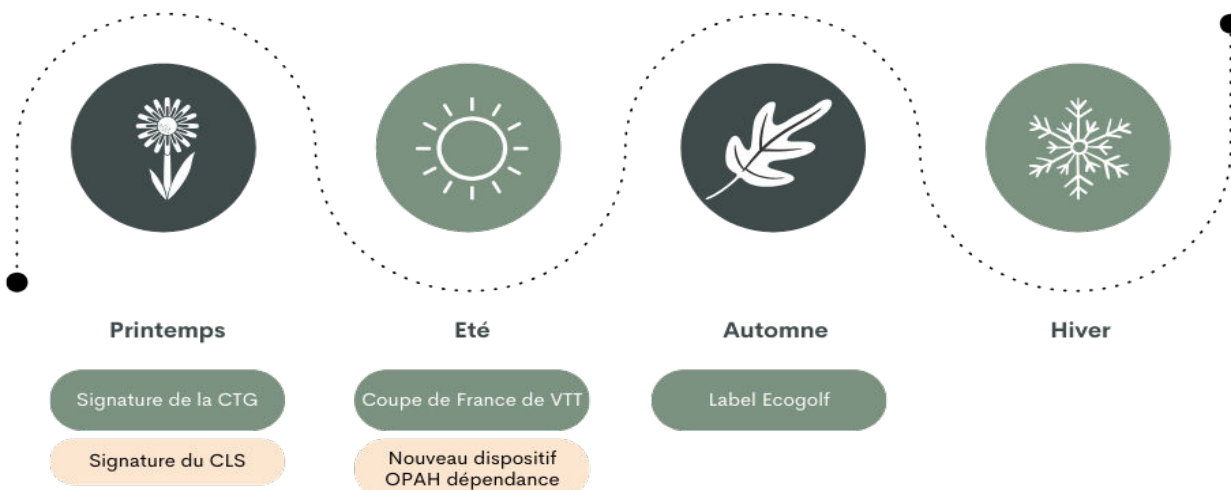 Printemps
Eté
Automne
Hiver
Signature de la CTG
Coupe de France de VTT
Label Ecogolf
Signature du CLS
Nouveau dispositif
OPAH dépendance